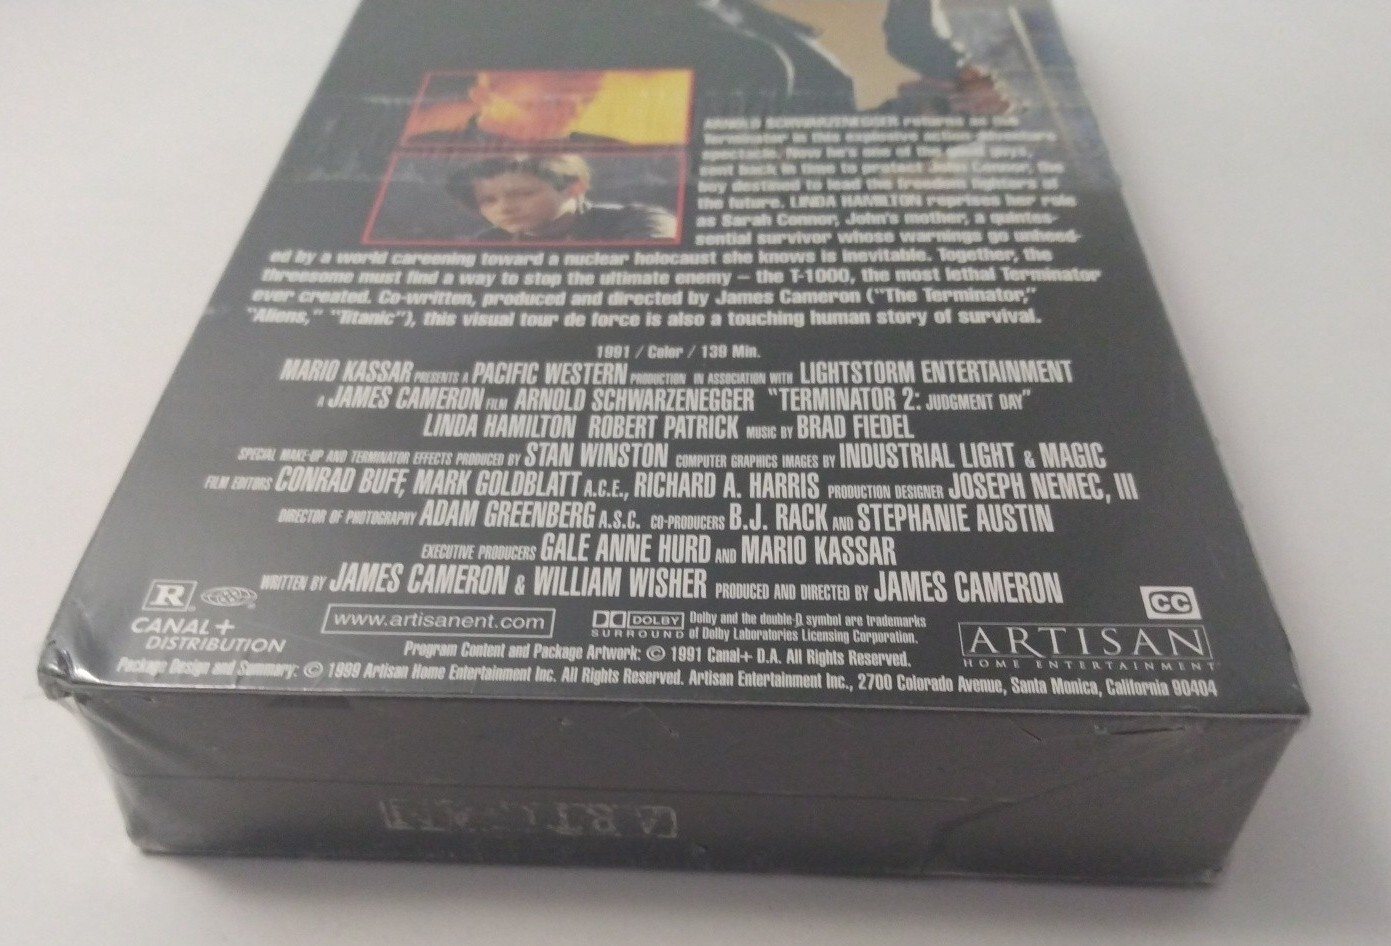 ARNOLD SCHWARZENEGGER returns as the
Terminator in this explosive action adventure
spectacle. Now he's one of the good guys,
sent back in time to protect John Connor, the
boy destined to lead the freedom fighters of
the future. LINDA HAMILTON reprises her role
as Sarah Connor, John's mother, a quintes-
sential survivor whose warnings go unheed-
ed by a world careening toward a nuclear holocaust she knows is inevitable. Together, the
threesome must find a way to stop the ultimate enemy – the T-1000, the most lethal Terminator
ever created. Co-written, produced and directed by James Cameron ("The Terminator,"
"Aliens," "Titanic"), this visual tour de force is also a touching human story of survival.
1991 / Color / 139 Min.
MARIO KASSAR PRESENTS A PACIFIC WESTERN PRODUCTION IN ASSOCIATION WITH LIGHTSTORM ENTERTAINMENT
A JAMES CAMERON FILM ARNOLD SCHWARZENEGGER "TERMINATOR 2: JUDGMENT DAY"
LINDA HAMILTON ROBERT PATRICK MUSIC BY BRAD FIEDEL
SPECIAL MAKE-UP AND TERMINATOR EFFECTS PRODUCED BY STAN WINSTON COMPUTER GRAPHICS IMAGES BY INDUSTRIAL LIGHT & MAGIC
FILM EDITORS CONRAD BUFF, MARK GOLDBLATT A.C.E., RICHARD A. HARRIS PRODUCTION DESIGNER JOSEPH NEMEC, III
DIRECTOR OF PHOTOGRAPHY ADAM GREENBERG A.S.C. CO-PRODUCERS B.J. RACK AND STEPHANIE AUSTIN
EXECUTIVE PRODUCERS GALE ANNE HURD AND MARIO KASSAR
WRITTEN BY JAMES CAMERON & WILLIAM WISHER PRODUCED AND DIRECTED BY JAMES CAMERON
R
CC
CANAL+
DISTRIBUTION
www.artisanent.com
DOLBY
SURROUND
Dolby and the double-D symbol are trademarks
of Dolby Laboratories Licensing Corporation.
ARTISAN
HOME ENTERTAINMENT
Program Content and Package Artwork: © 1991 Canal+ D.A. All Rights Reserved.
Package Design and Summary: © 1999 Artisan Home Entertainment Inc. All Rights Reserved. Artisan Entertainment Inc., 2700 Colorado Avenue, Santa Monica, California 90404
ARTISAN